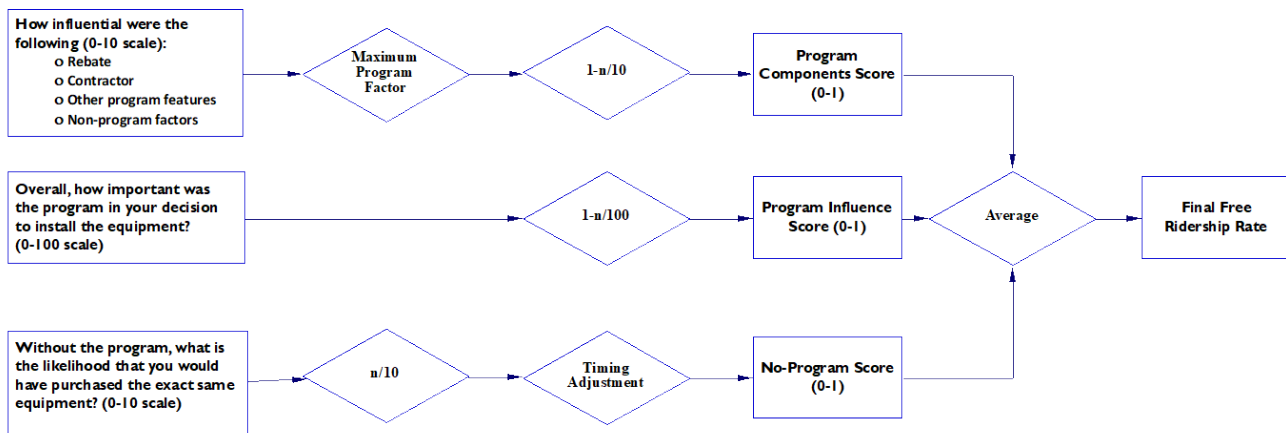 How influential were the
following (0-10 scale):
o Rebate
o Contractor
o Other program features
o Non-program factors
Maximum
Program
Factor
1-n/10
Program
Components Score
(0-1)
Overall, how important was
the program in your decision
to install the equipment?
(0-100 scale)
1-n/100
Program Influence
Score (0-1)
Average
Final Free
Ridership Rate
Without the program, what is
the likelihood that you would
have purchased the exact same
equipment? (0-10 scale)
n/10
Timing
Adjustment
No-Program Score
(0-1)